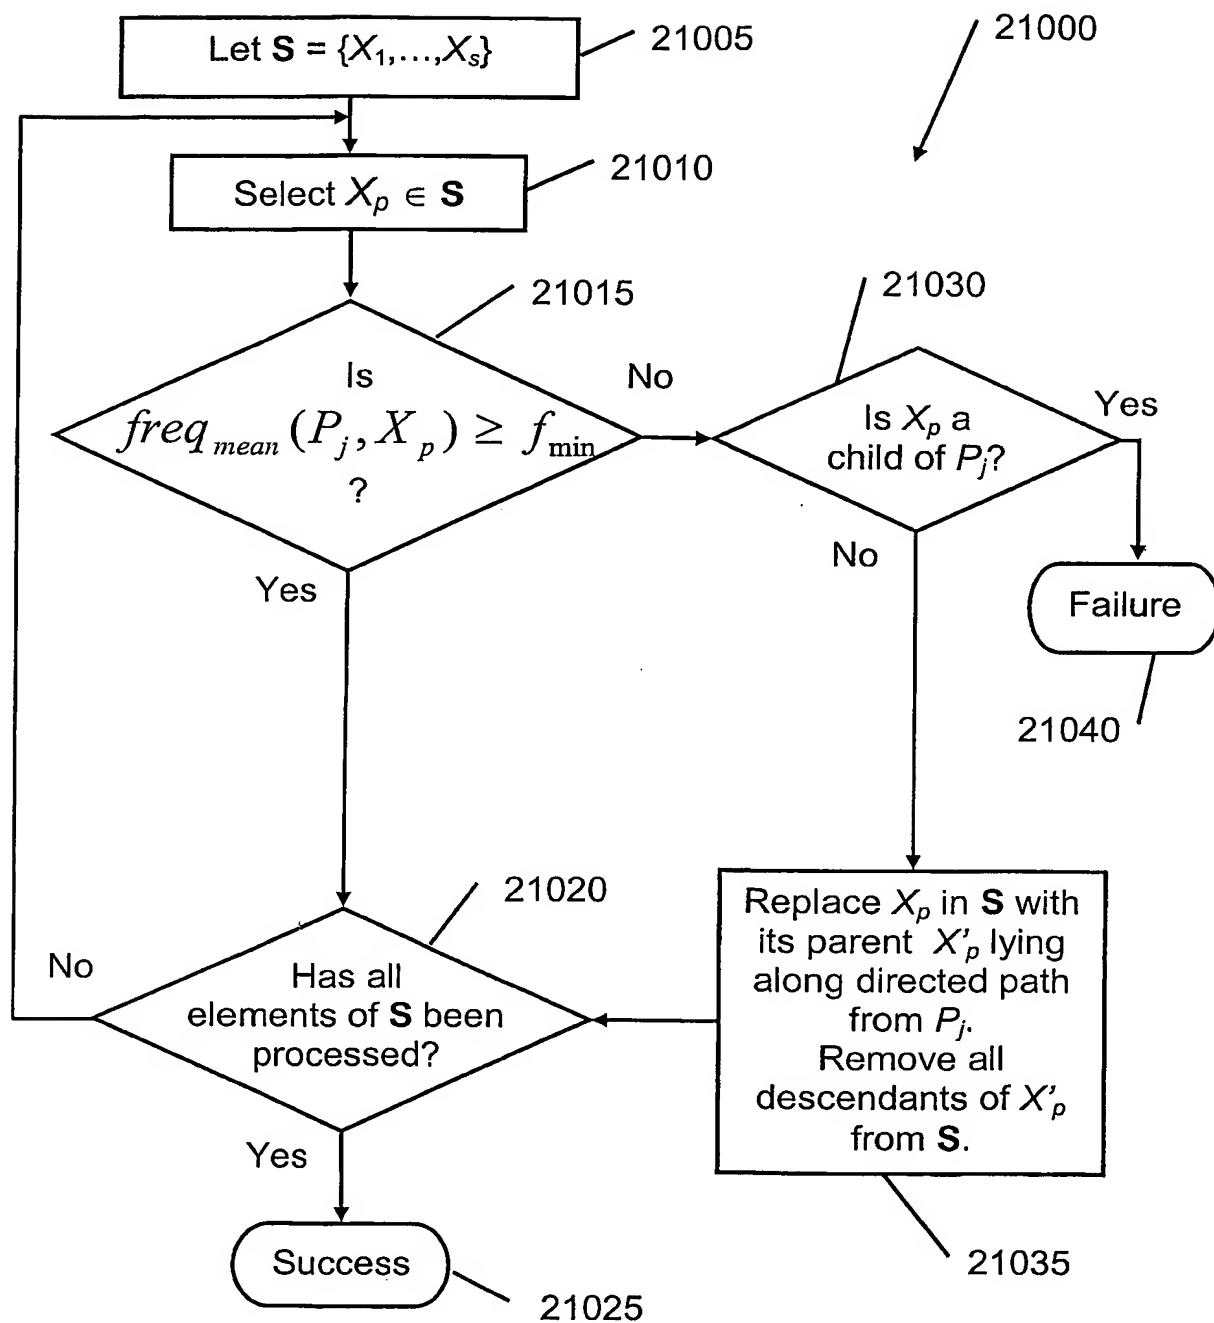 Let S = {X1,...,Xs}
21005
21000
Select Xp ∈ S
21010
21015
21030
Is
freq mean (Pj, Xp) ≥ fmin
?
No
Is Xp a
child of Pj?
Yes
Yes
No
Failure
21040
21020
No
Has all
elements of S been
processed?
Replace Xp in S with
its parent X'p lying
along directed path
from Pj.
Remove all
descendants of X'p
from S.
Yes
Success
21025
21035